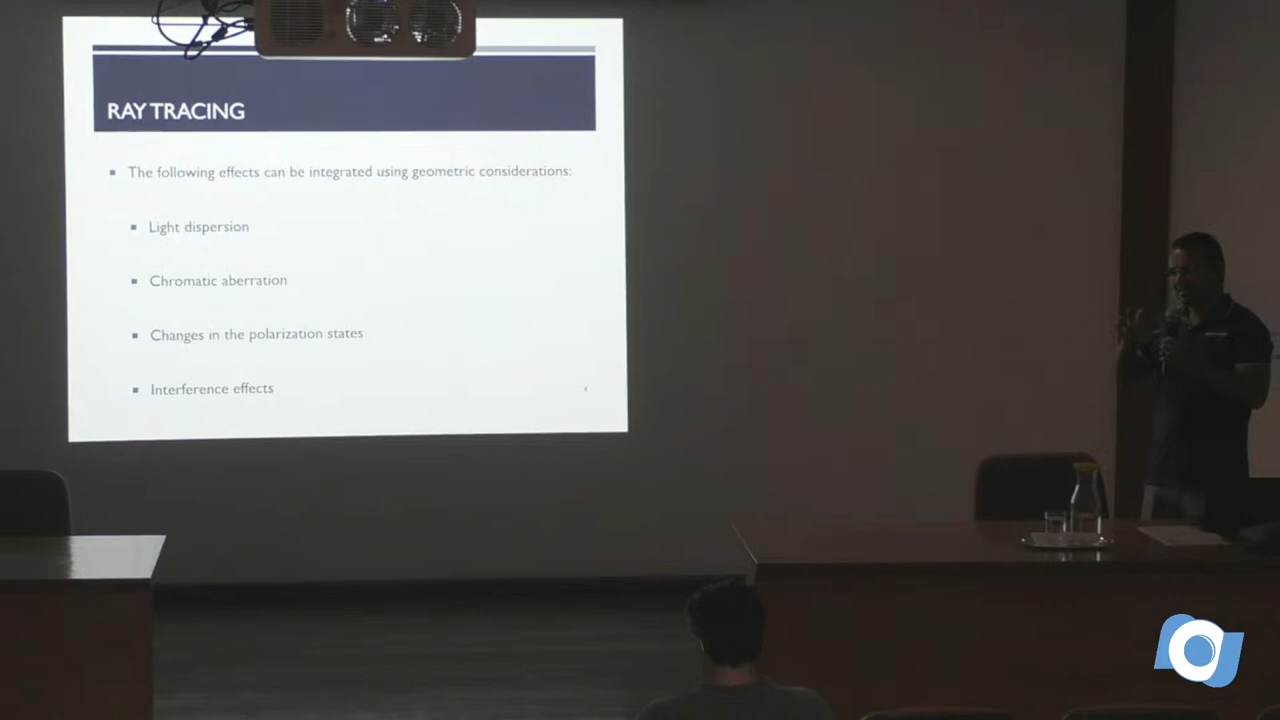 RAY TRACING
The following effects can be integrated using geometric considerations:
Light dispersion
Chromatic aberration
Changes in the polarization states
Interference effects